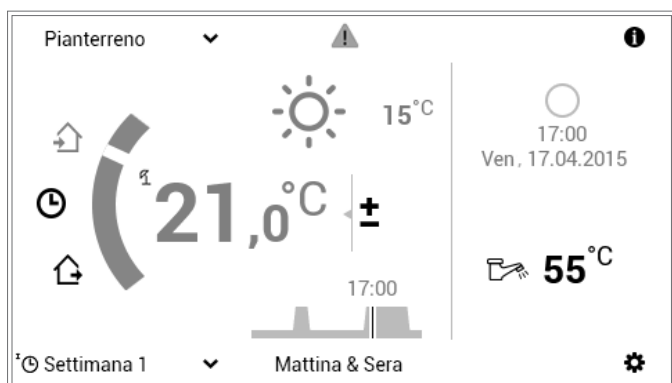 Pianterreno
15°C
17:00
Ven, 17.04.2015
21,0°C
±
55°C
17:00
Settimana 1
Mattina & Sera